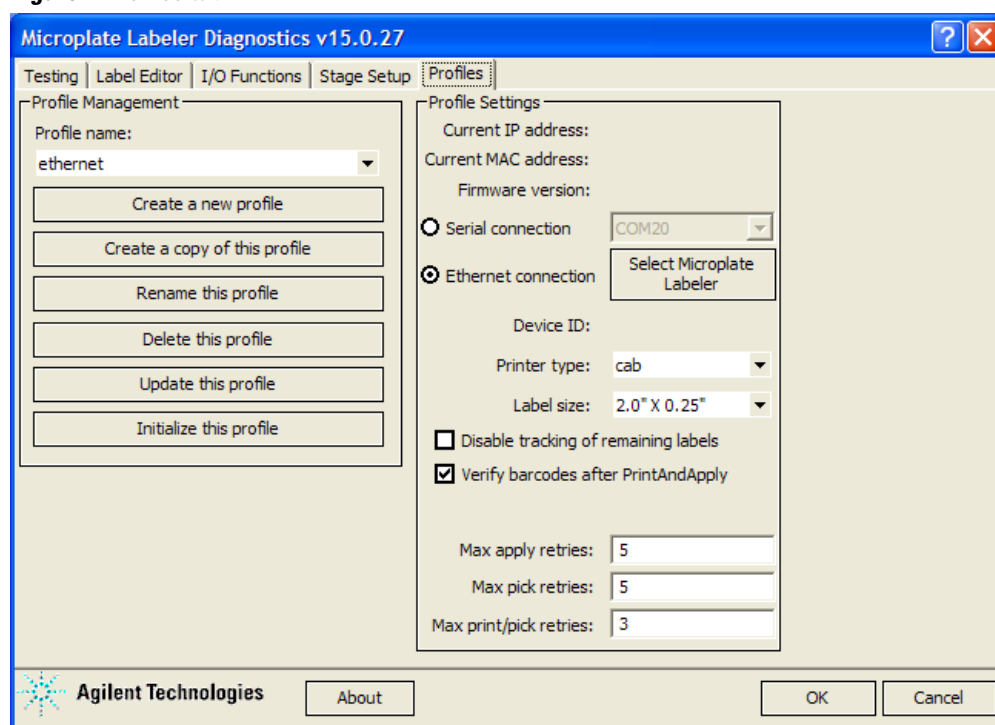 Microplate Labeler Diagnostics v15.0.27
Testing Label Editor I/O Functions Stage Setup Profiles
Profile Management
Profile name:
ethernet
Create a new profile
Create a copy of this profile
Rename this profile
Delete this profile
Update this profile
Initialize this profile
Profile Settings
Current IP address:
Current MAC address:
Firmware version:
Serial connection COM20
Ethernet connection Select Microplate
Labeler
Device ID:
Printer type: cab
Label size: 2.0" X 0.25"
Disable tracking of remaining labels
Verify barcodes after PrintAndApply
Max apply retries: 5
Max pick retries: 5
Max print/pick retries: 3
Agilent Technologies About OK Cancel